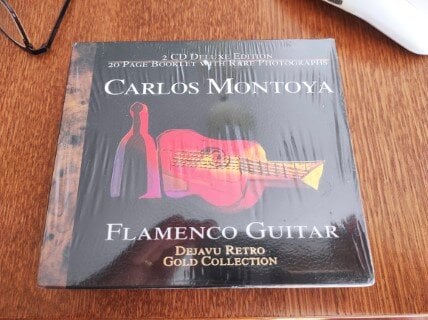 2 CD Deluxe Edition
20 Page Booklet with Rare Photographs
Carlos Montoya
Flamenco Guitar
Dejavu Retro
Gold Collection